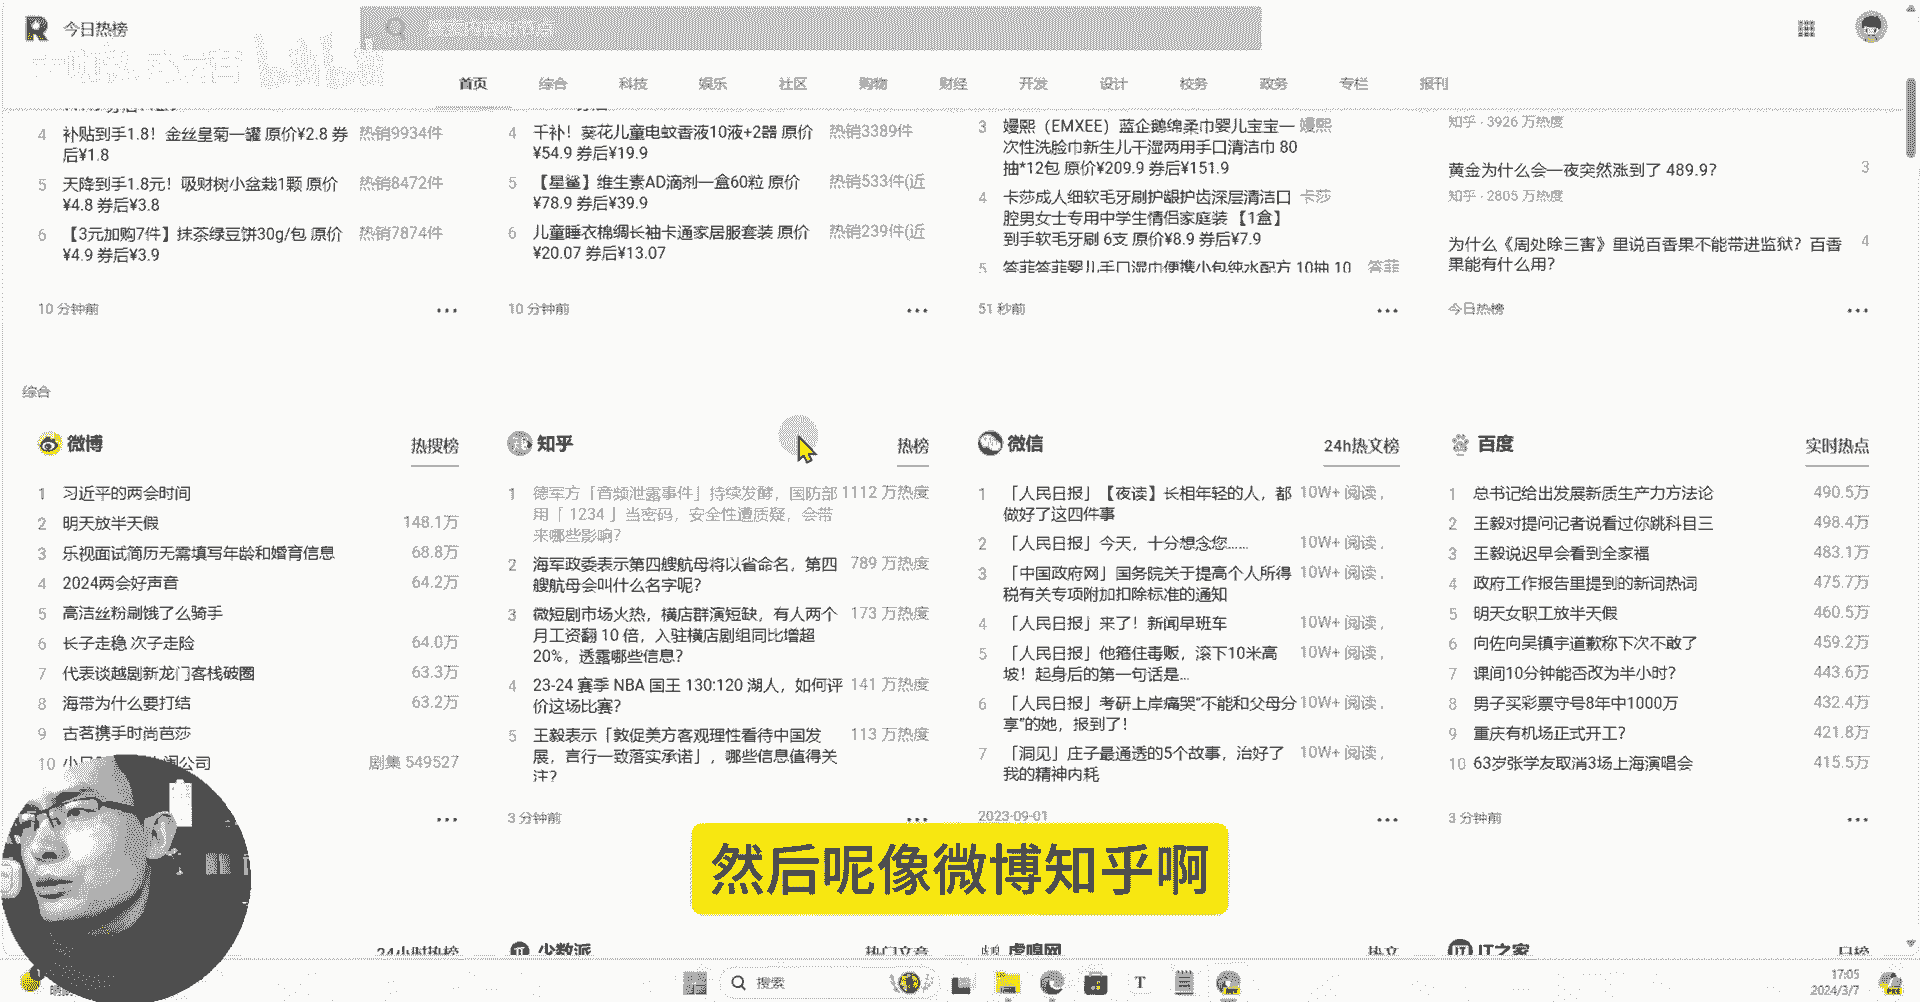 今日热榜
bilibili
首页 综合 科技 娱乐 社区 购物 财经 开发 设计 校务 政务 专栏 报刊
4 补贴到手1.8！金丝皇菊一罐 原价¥2.8 券 热销9934件
后¥1.8
5 天降到手1.8元！吸财树小盆栽1颗 原价 热销8472件
¥4.8 券后¥3.8
6 【3元加购7件】抹茶绿豆饼30g/包 原价 热销7874件
¥4.9 券后¥3.9
10 分钟前
4 千补！葵花儿童电蚊香液10液+2器 原价 热销3389件
¥54.9 券后¥19.9
5 【星鲨】维生素AD滴剂一盒60粒 原价 热销533件(近
¥78.9 券后¥39.9
6 儿童睡衣棉绸长袖卡通家居服套装 原价 热销239件(近
¥20.07 券后¥13.07
10 分钟前
3 嫚熙（EMXEE）蓝企鹅绵柔巾婴儿宝宝一 嫚熙
次性洗脸巾新生儿干湿两用手口清洁巾 80
抽*12包 原价¥209.9 券后¥151.9
4 卡莎成人细软毛牙刷护龈护齿深层清洁口 卡莎
腔男女士专用中学生情侣家庭装 【1盒】
到手软毛牙刷 6支 原价¥8.9 券后¥7.9
5 答菲答菲婴儿手口湿巾便携小包纯水配方 10抽 10 答菲
51 秒前
知乎 · 3926 万热度
黄金为什么会一夜突然涨到了 489.9? 3
知乎 · 2805 万热度
为什么《周处除三害》里说百香果不能带进监狱？百香 4
果能有什么用？
今日热榜
综合
微博 热搜榜
1 习近平的两会时间
2 明天放半天假 148.1万
3 乐视面试简历无需填写年龄和婚育信息 68.8万
4 2024两会好声音 64.2万
5 高洁丝粉刷饿了么骑手
6 长子走稳 次子走险 64.0万
7 代表谈越剧新龙门客栈破圈 63.3万
8 海带为什么要打结 63.2万
9 古茗携手时尚芭莎
10 公司 剧集 549527
知乎 热榜
1 德军方「音频泄露事件」持续发酵，国防部 1112 万热度
用「 1234 」当密码，安全性遭质疑，会带
来哪些影响？
2 海军政委表示第四艘航母将以省命名，第四 789 万热度
艘航母会叫什么名字呢？
3 微短剧市场火热，横店群演短缺，有人两个 173 万热度
月工资翻 10 倍，入驻横店剧组同比增超
20%，透露哪些信息？
4 23-24 赛季 NBA 国王 130:120 湖人，如何评 141 万热度
价这场比赛？
5 王毅表示「敦促美方客观理性看待中国发 113 万热度
展，言行一致落实承诺」，哪些信息值得关
注？
3 分钟前
微信 24h热文榜
1 「人民日报」【夜读】长相年轻的人，都 10W+ 阅读 ,
做好了这四件事
2 「人民日报」今天，十分想念您…… 10W+ 阅读 ,
3 「中国政府网」国务院关于提高个人所得 10W+ 阅读 ,
税有关专项附加扣除标准的通知
4 「人民日报」来了！新闻早班车 10W+ 阅读 ,
5 「人民日报」他箍住毒贩，滚下10米高 10W+ 阅读 ,
坡！起身后的第一句话是…
6 「人民日报」考研上岸痛哭“不能和父母分 10W+ 阅读 ,
享”的她，报到了！
7 「洞见」庄子最通透的5个故事，治好了 10W+ 阅读 ,
我的精神内耗
2023-09-01
百度 实时热点
1 总书记给出发展新质生产力方法论 490.5万
2 王毅对提问记者说看过你跳科目三 498.4万
3 王毅说迟早会看到全家福 483.1万
4 政府工作报告里提到的新词热词 475.7万
5 明天女职工放半天假 460.5万
6 向佐向吴镇宇道歉称下次不敢了 459.2万
7 课间10分钟能否改为半小时？ 443.6万
8 男子买彩票守号8年中1000万 432.4万
9 重庆有机场正式开工？ 421.8万
10 63岁张学友取消3场上海演唱会 415.5万
3 分钟前
然后呢像微博知乎啊
24小时热榜 少数派 热门文章 虎嗅网 热文 IT之家 日榜
搜索
17:05
2024/3/7